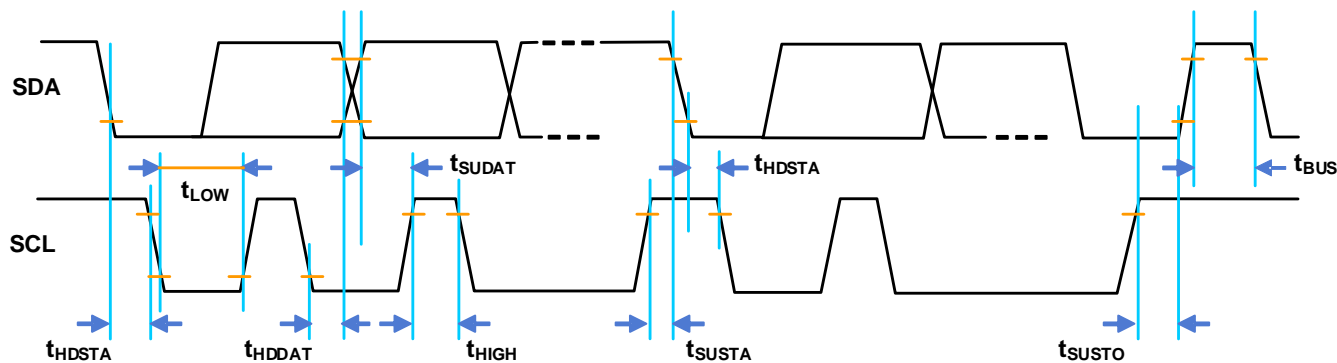 SDA
tSUDAT
tHDSTA
tBUS
tLOW
SCL
tHDSTA
tHDDAT
tHIGH
tSUSTA
tSUSTO